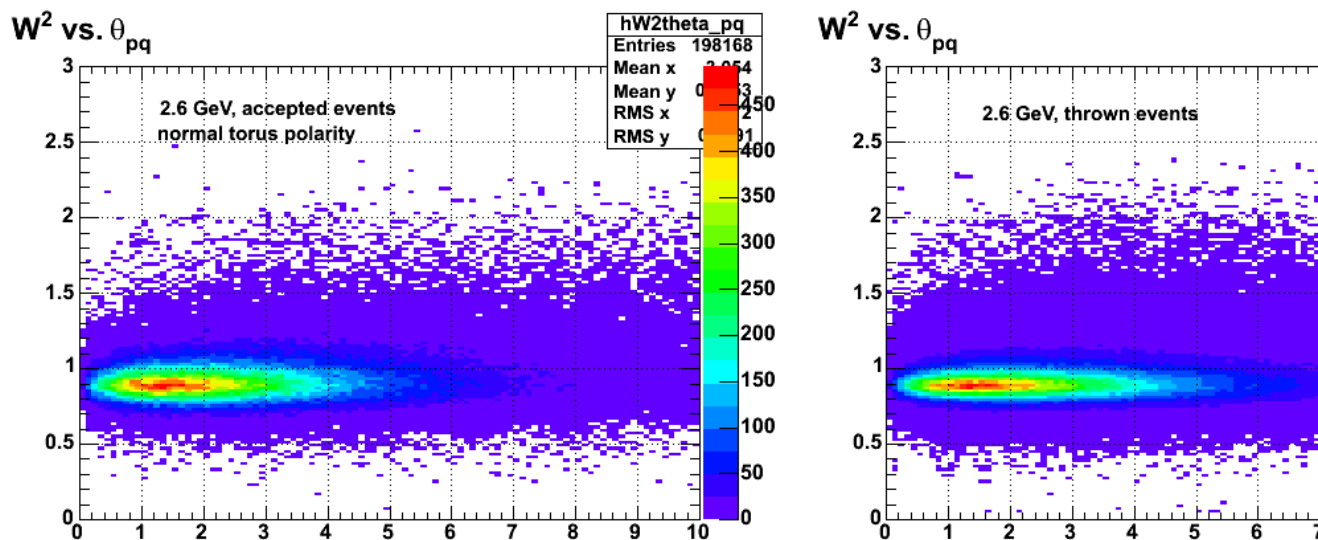 W² vs. θpq
hW2theta_pq
Entries 198168
Mean x
Mean y
RMS x 2
RMS y
2.6 GeV, accepted events
normal torus polarity
3
2.5
2
1.5
1
0.5
0
0 1 2 3 4 5 6 7 8 9 10
450
400
350
300
250
200
150
100
50
0
W² vs. θpq
2.6 GeV, thrown events
3
2.5
2
1.5
1
0.5
0
0 1 2 3 4 5 6 7